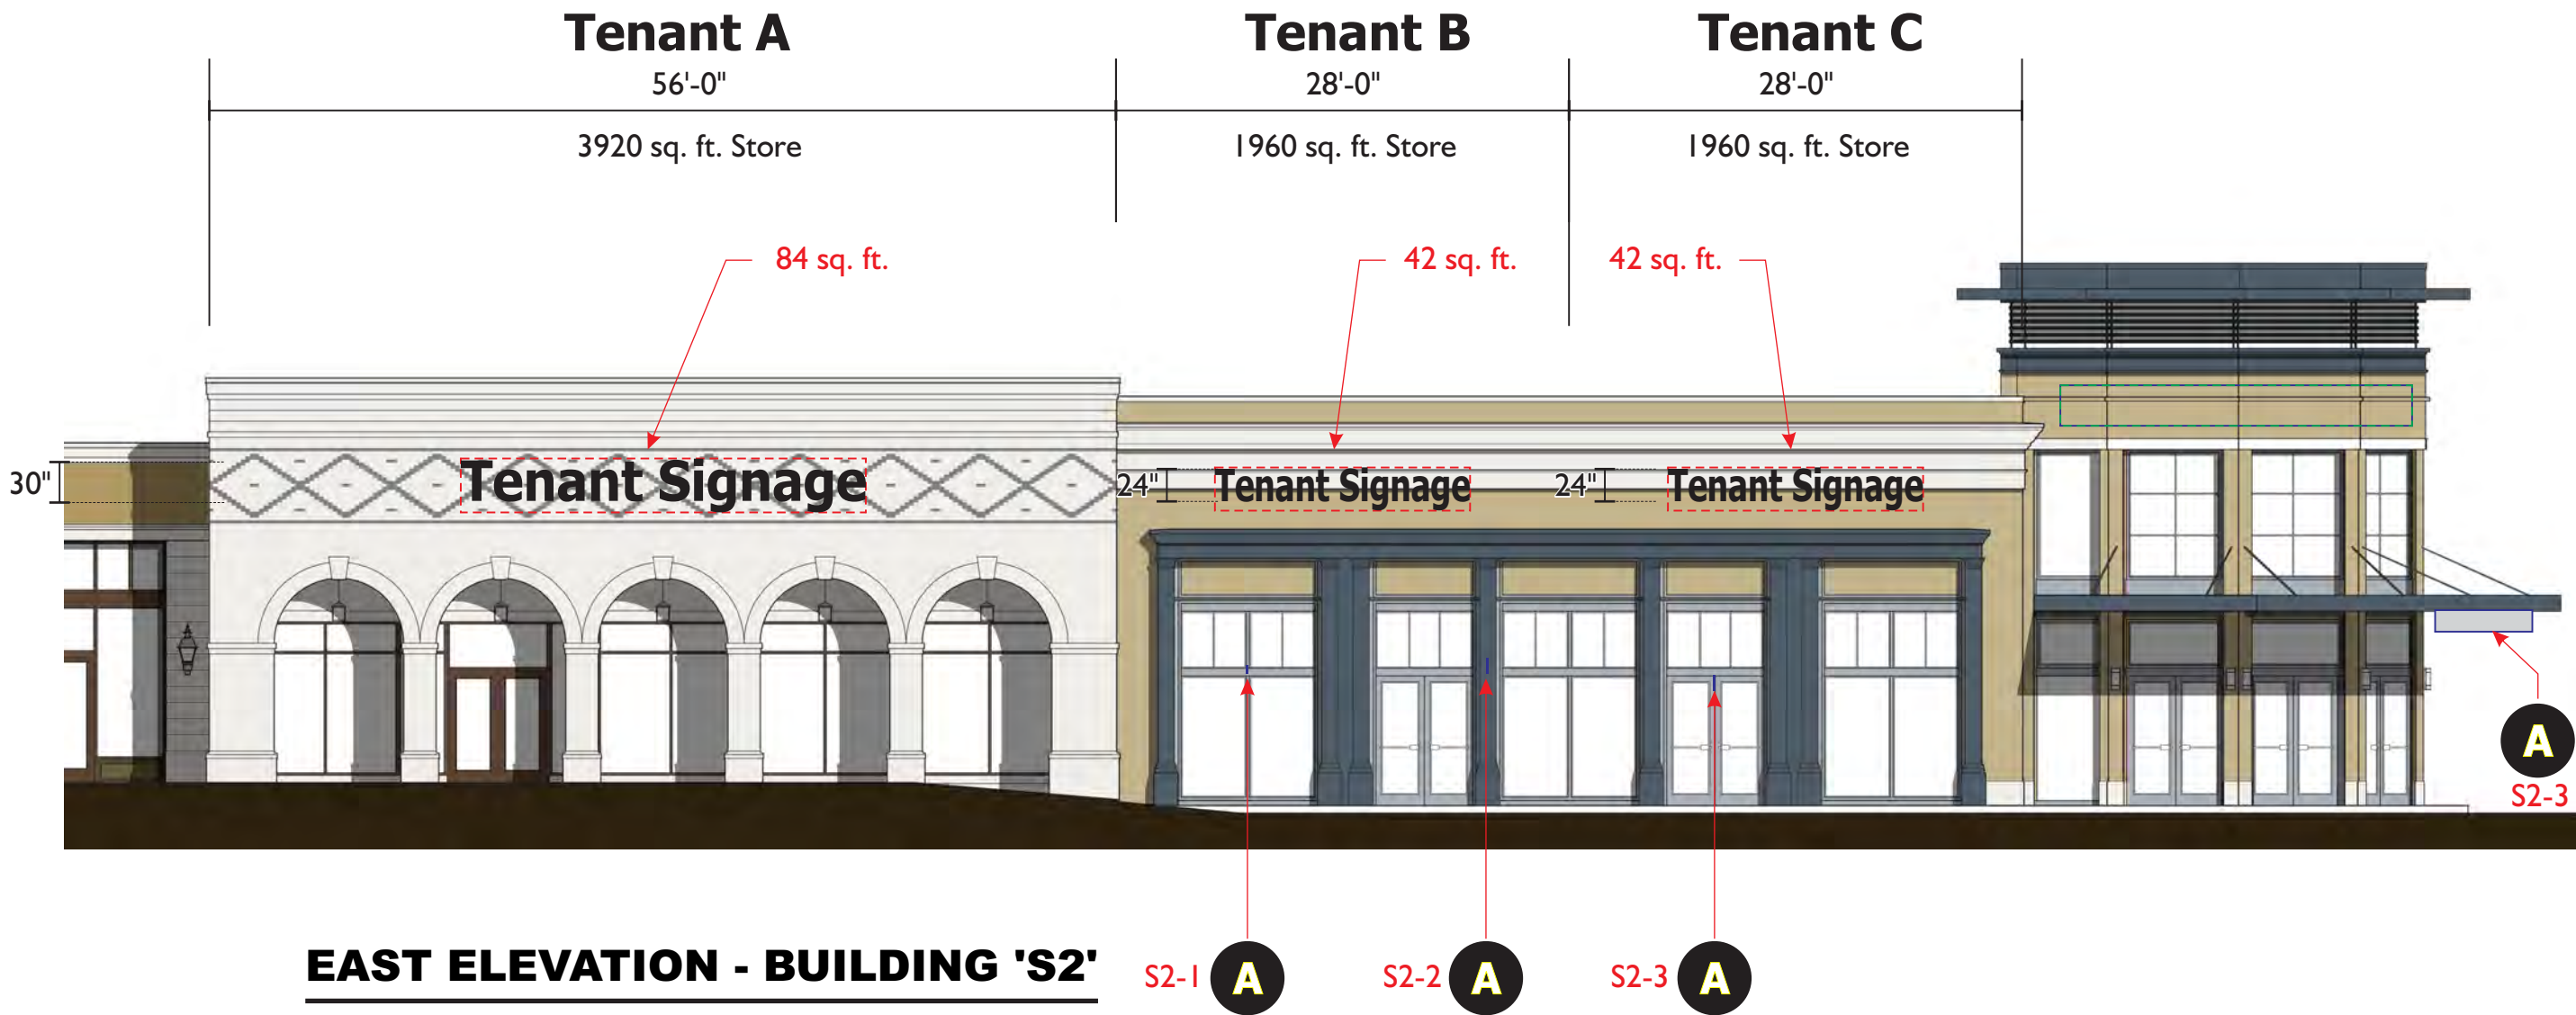 Tenant A
Tenant B
Tenant C
56'-0"
28'-0"
28'-0"
3920 sq. ft. Store
1960 sq. ft. Store
1960 sq. ft. Store
84 sq. ft.
42 sq. ft.
42 sq. ft.
30"
Tenant Signage
24"
Tenant Signage
24"
Tenant Signage
A
S2-3
EAST ELEVATION - BUILDING 'S2'
S2-1 A
S2-2 A
S2-3 A